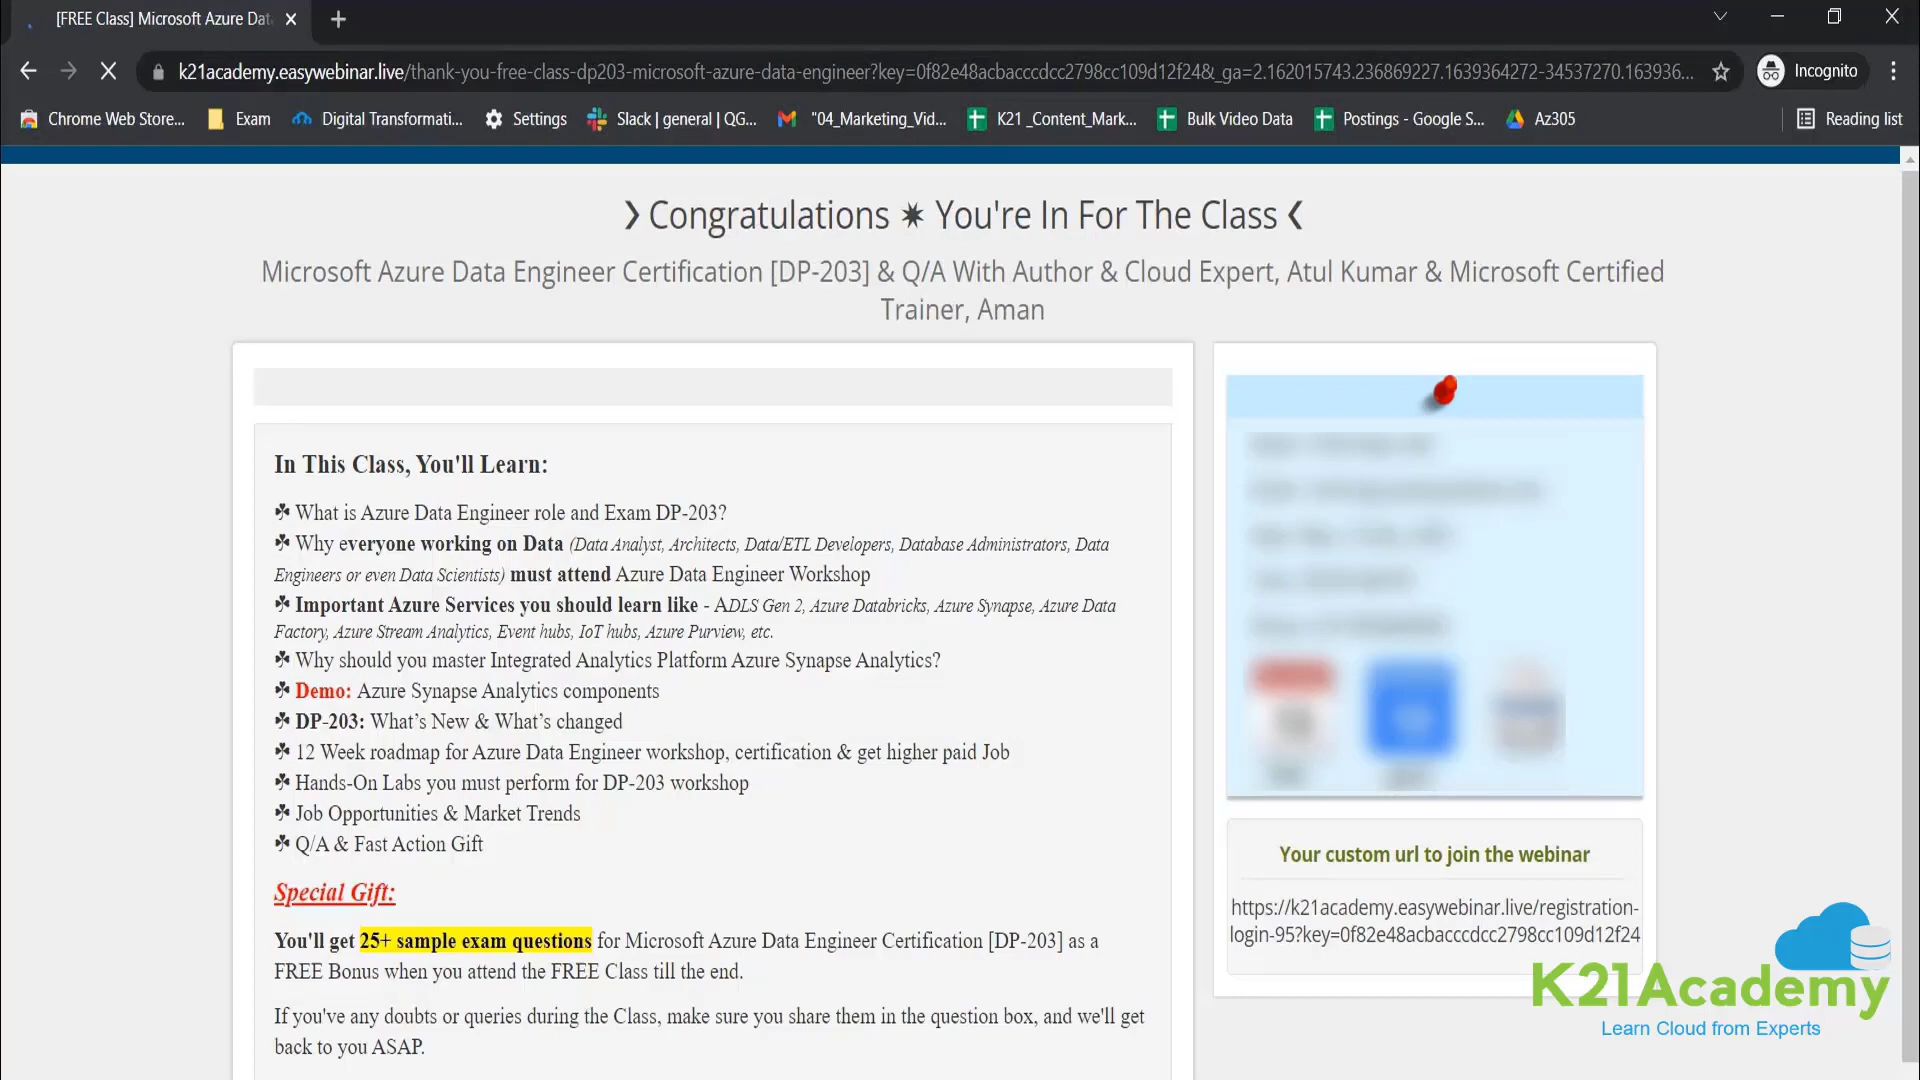 [FREE Class] Microsoft Azure Dat
k21academy.easywebinar.live/thank-you-free-class-dp203-microsoft-azure-data-engineer?key=0f82e48acbacccdcc2798cc109d12f24&_ga=2.162015743.236869227.1639364272-34537270.163936...
Incognito
Chrome Web Store... Exam Digital Transformati... Settings Slack | general | QG... "04_Marketing_Vid... K21 _Content_Mark... Bulk Video Data Postings - Google S... Az305 Reading list
❯ Congratulations ✷ You're In For The Class ❮
Microsoft Azure Data Engineer Certification [DP-203] & Q/A With Author & Cloud Expert, Atul Kumar & Microsoft Certified
Trainer, Aman
In This Class, You'll Learn:
☘ What is Azure Data Engineer role and Exam DP-203?
☘ Why everyone working on Data (Data Analyst, Architects, Data/ETL Developers, Database Administrators, Data
Engineers or even Data Scientists) must attend Azure Data Engineer Workshop
☘ Important Azure Services you should learn like - ADLS Gen 2, Azure Databricks, Azure Synapse, Azure Data
Factory, Azure Stream Analytics, Event hubs, IoT hubs, Azure Purview, etc.
☘ Why should you master Integrated Analytics Platform Azure Synapse Analytics?
☘ Demo: Azure Synapse Analytics components
☘ DP-203: What's New & What's changed
☘ 12 Week roadmap for Azure Data Engineer workshop, certification & get higher paid Job
☘ Hands-On Labs you must perform for DP-203 workshop
☘ Job Opportunities & Market Trends
☘ Q/A & Fast Action Gift
Special Gift:
You'll get 25+ sample exam questions for Microsoft Azure Data Engineer Certification [DP-203] as a
FREE Bonus when you attend the FREE Class till the end.
If you've any doubts or queries during the Class, make sure you share them in the question box, and we'll get
back to you ASAP.
Your custom url to join the webinar
https://k21academy.easywebinar.live/registration-
login-95?key=0f82e48acbacccdcc2798cc109d12f24
K21Academy
Learn Cloud from Experts